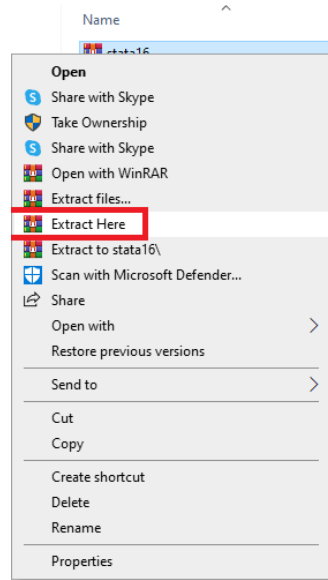 Name
stata16
Open
Share with Skype
Take Ownership
Share with Skype
Open with WinRAR
Extract files...
Extract Here
Extract to stata16\
Scan with Microsoft Defender...
Share
Open with
Restore previous versions
Send to
Cut
Copy
Create shortcut
Delete
Rename
Properties